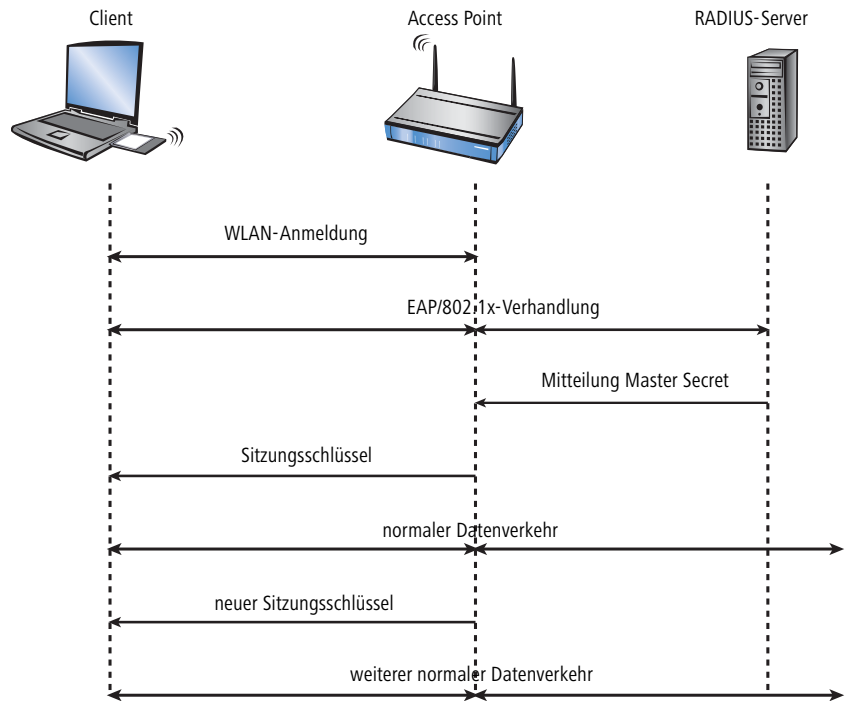 Client
Access Point
RADIUS-Server
WLAN-Anmeldung
EAP/802.1x-Verhandlung
Mitteilung Master Secret
Sitzungsschlüssel
normaler Datenverkehr
neuer Sitzungsschlüssel
weiterer normaler Datenverkehr